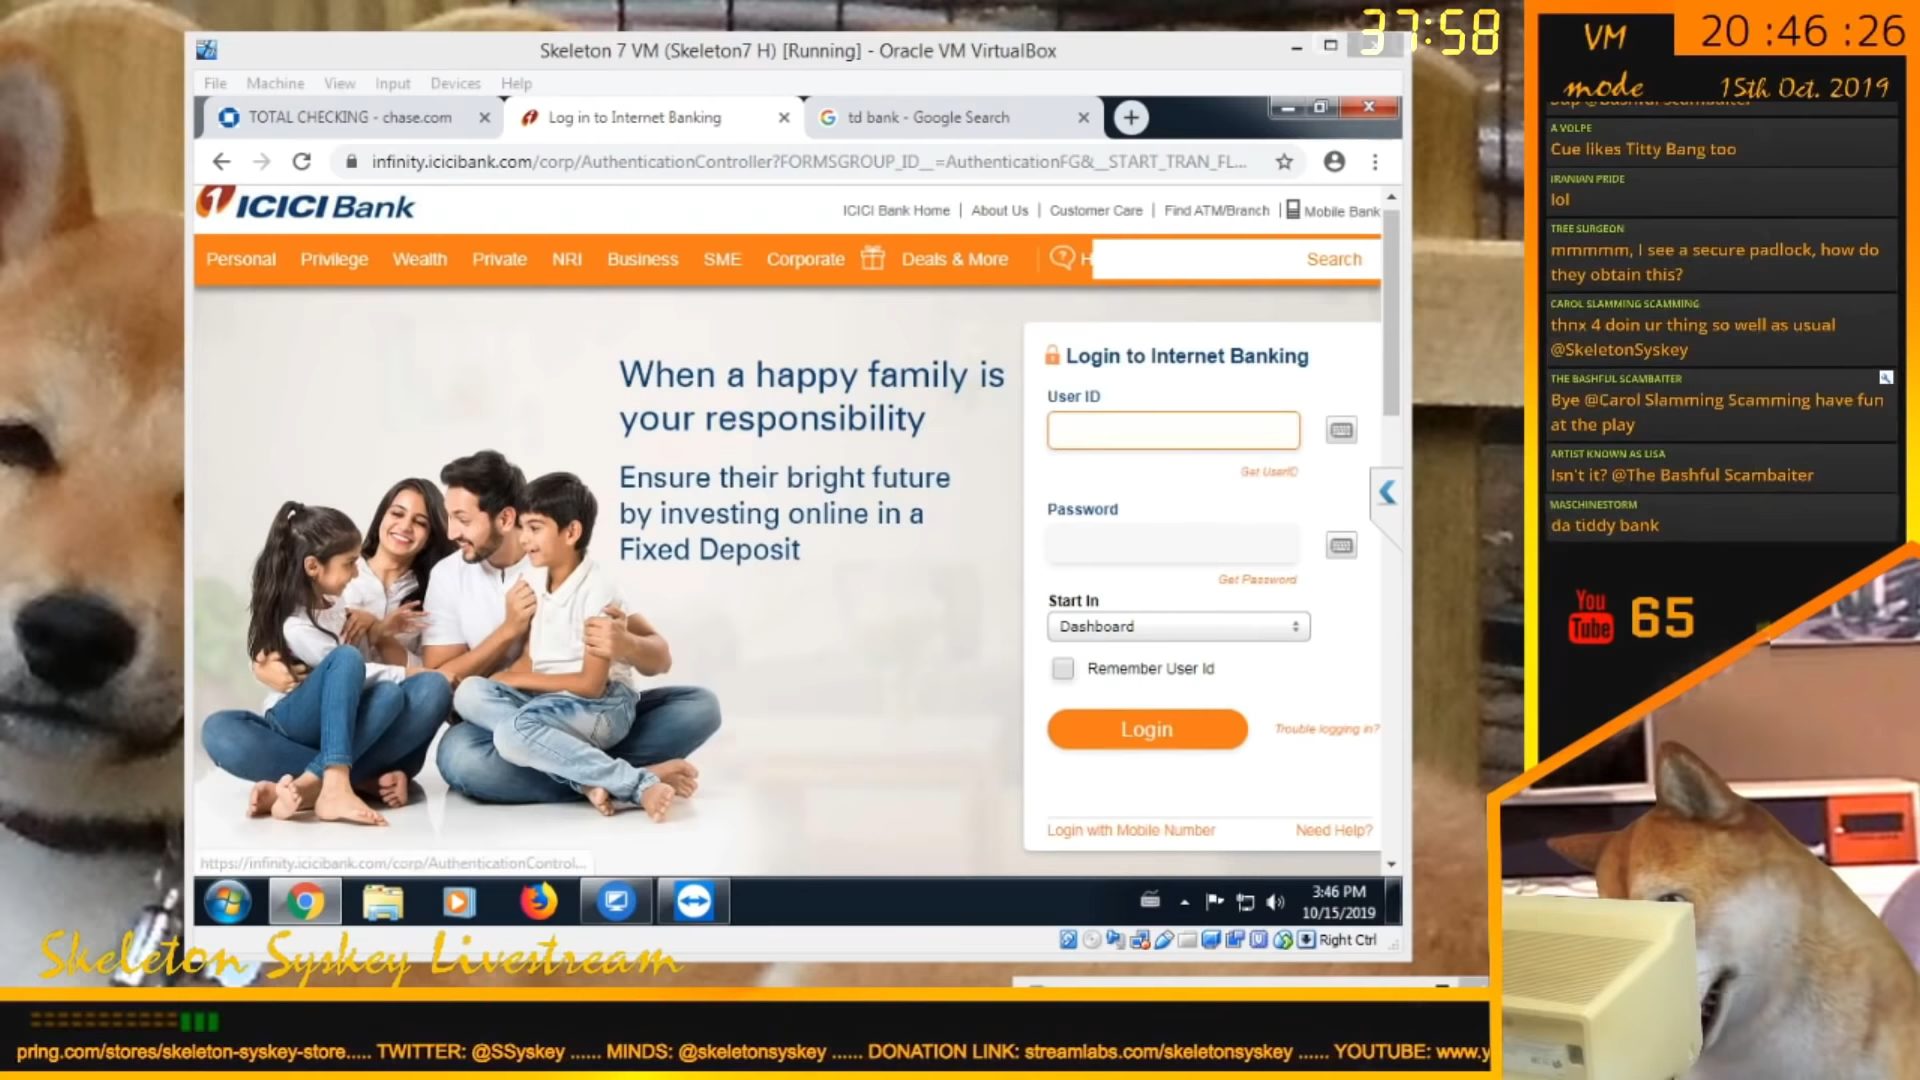 37:58
VM
mode
20 :46 :26
15th Oct. 2019
Skeleton 7 VM (Skeleton7 H) [Running] - Oracle VM VirtualBox
File Machine View Input Devices Help
TOTAL CHECKING - chase.com
Log in to Internet Banking
td bank - Google Search
infinity.icicibank.com/corp/AuthenticationController?FORMSGROUP_ID__=AuthenticationFG&__START_TRAN_FL...
ICICI Bank
ICICI Bank Home | About Us | Customer Care | Find ATM/Branch | Mobile Bank
Personal Privilege Wealth Private NRI Business SME Corporate Deals & More H Search
When a happy family is
your responsibility
Ensure their bright future
by investing online in a
Fixed Deposit
Login to Internet Banking
User ID
Get UserID
Password
Get Password
Start In
Dashboard
Remember User Id
Login
Trouble logging in?
Login with Mobile Number
Need Help?
https://infinity.icicibank.com/corp/AuthenticationControl...
3:46 PM
10/15/2019
Right Ctrl
A VOLPE
Cue likes Titty Bang too
IRANIAN PRIDE
lol
TREE SURGEON
mmmmm, I see a secure padlock, how do
they obtain this?
CAROL SLAMMING SCAMMING
thnx 4 doin ur thing so well as usual
@SkeletonSyskey
THE BASHFUL SCAMBAITER
Bye @Carol Slamming Scamming have fun
at the play
ARTIST KNOWN AS LISA
Isn't it? @The Bashful Scambaiter
MASCHINESTORM
da tiddy bank
You
Tube
65
Skeleton Syskey Livestream
pring.com/stores/skeleton-syskey-store..... TWITTER: @SSyskey ...... MINDS: @skeletonsyskey ...... DONATION LINK: streamlabs.com/skeletonsyskey ...... YOUTUBE: www.y